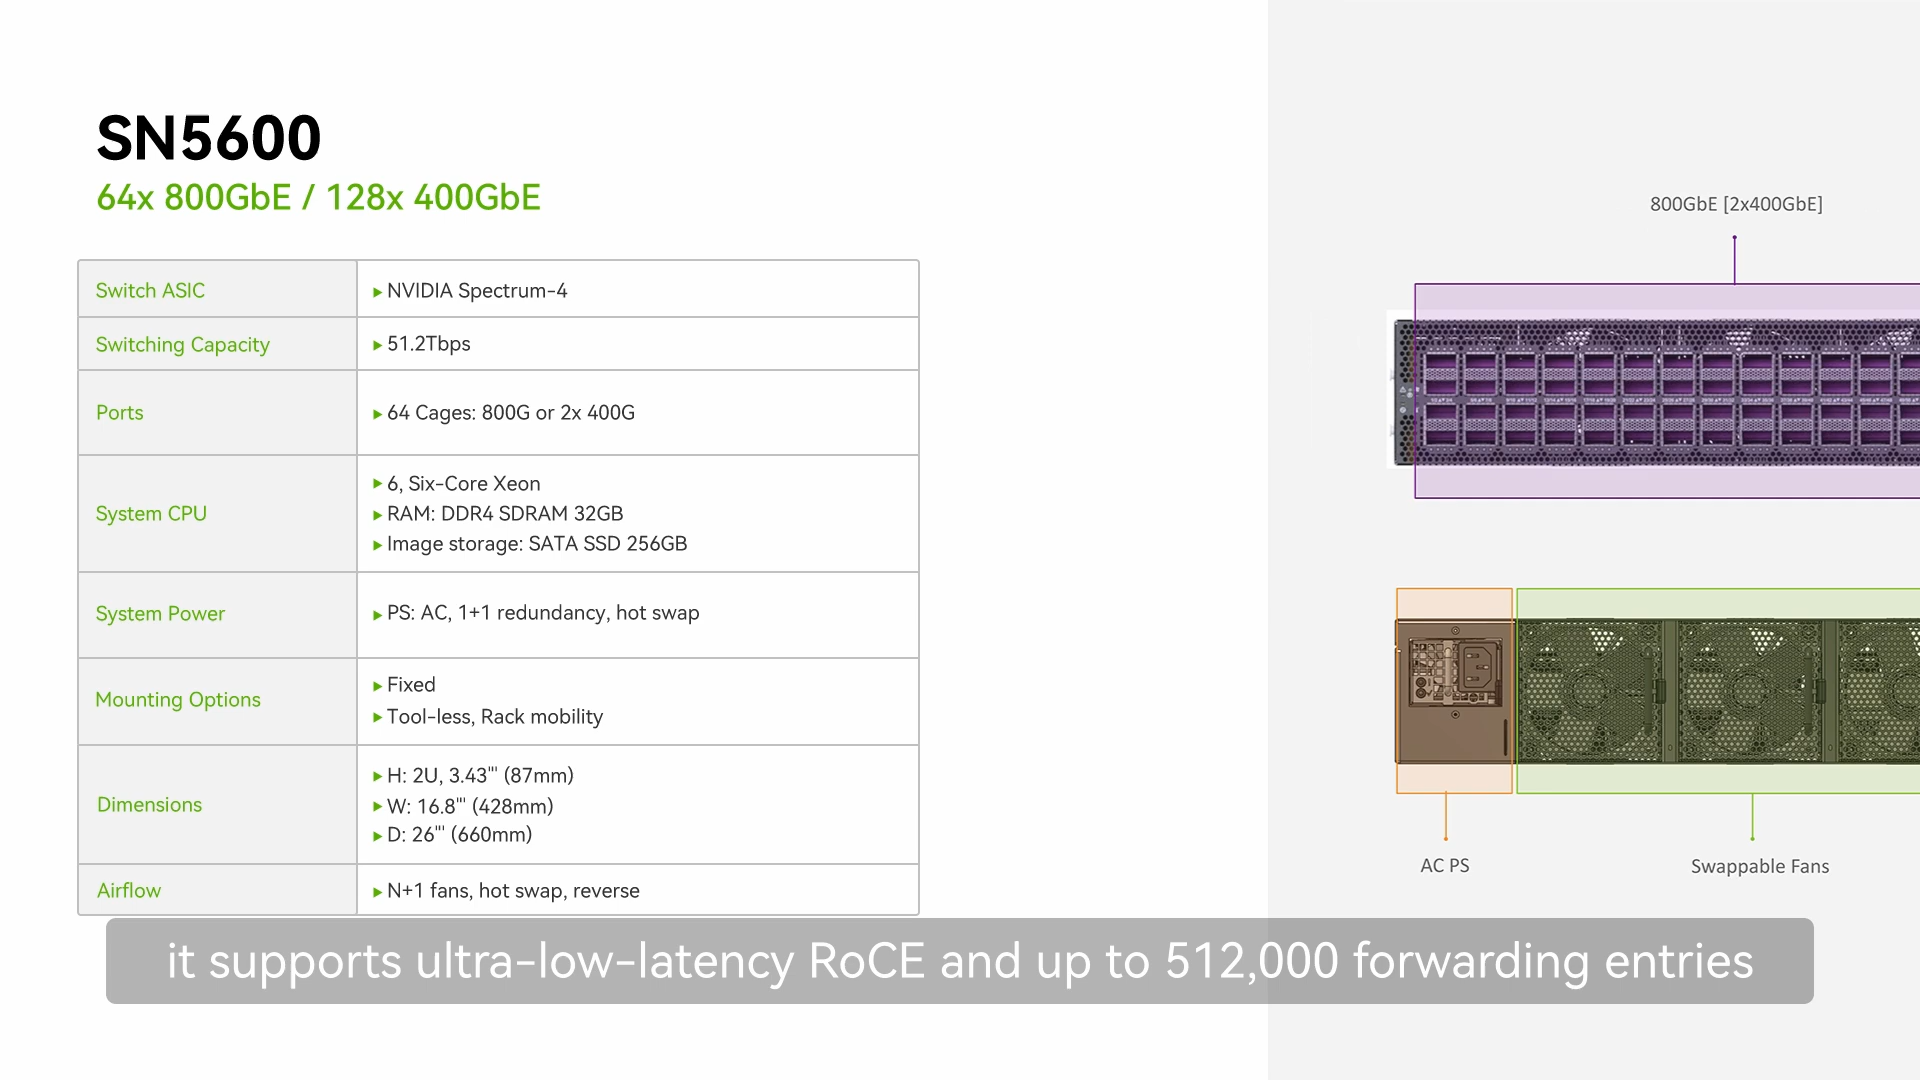 SN5600
64x 800GbE / 128x 400GbE
Switch ASIC
▶ NVIDIA Spectrum-4
Switching Capacity
▶ 51.2Tbps
Ports
▶ 64 Cages: 800G or 2x 400G
System CPU
▶ 6, Six-Core Xeon
▶ RAM: DDR4 SDRAM 32GB
▶ Image storage: SATA SSD 256GB
System Power
▶ PS: AC, 1+1 redundancy, hot swap
Mounting Options
▶ Fixed
▶ Tool-less, Rack mobility
Dimensions
▶ H: 2U, 3.43"' (87mm)
▶ W: 16.8"' (428mm)
▶ D: 26"' (660mm)
Airflow
▶ N+1 fans, hot swap, reverse
800GbE [2x400GbE]
AC PS
Swappable Fans
it supports ultra-low-latency RoCE and up to 512,000 forwarding entries